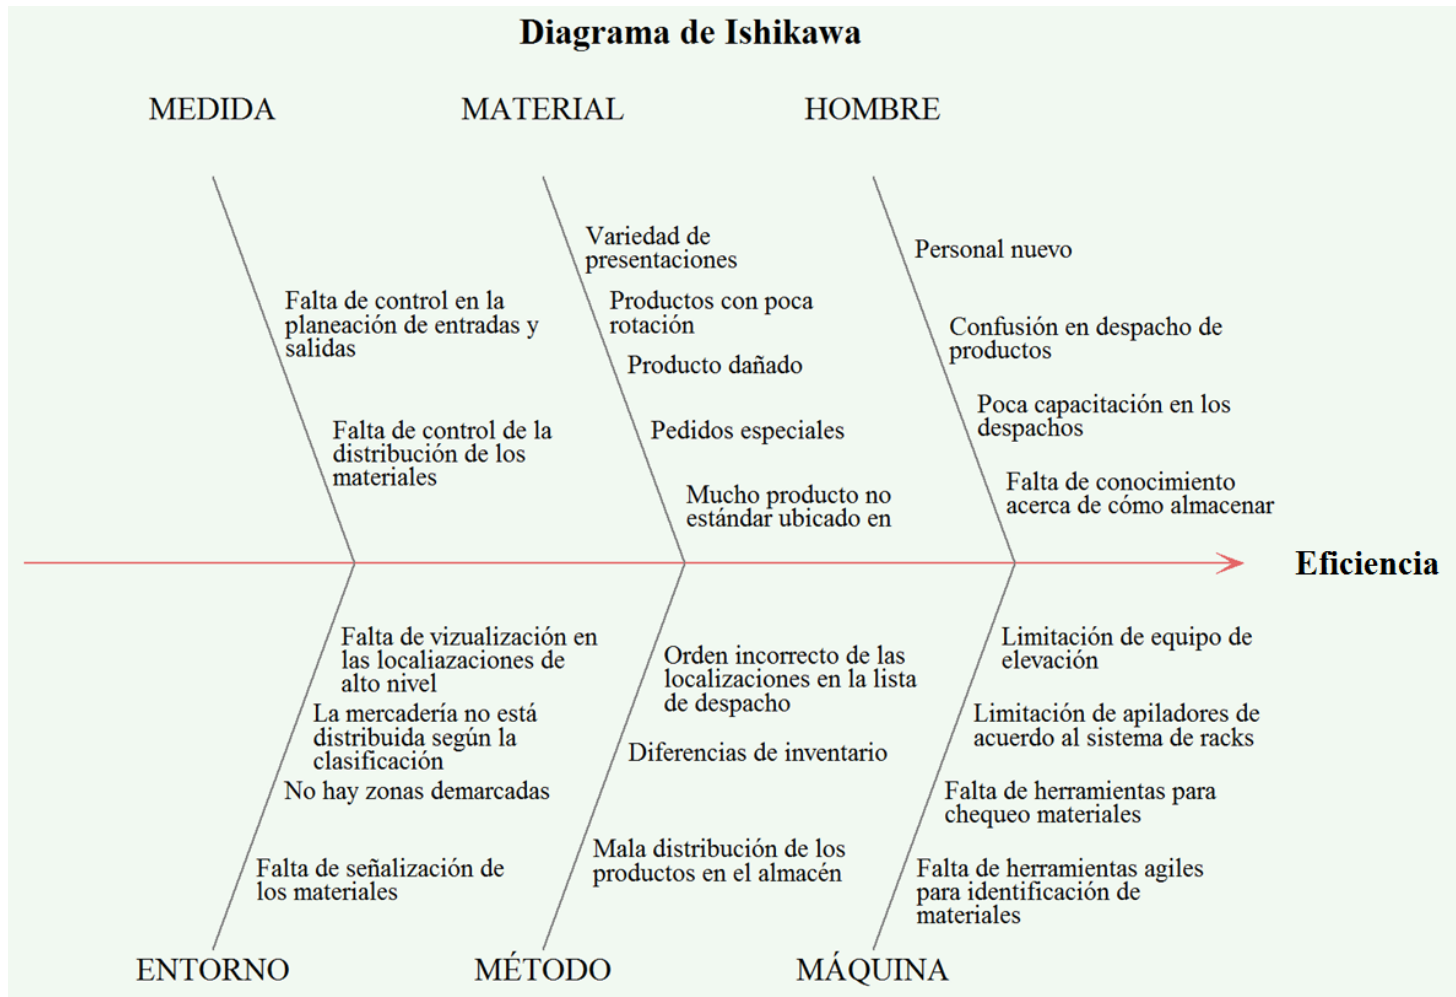 Diagrama de Ishikawa
MEDIDA
MATERIAL
HOMBRE
Falta de control en la
planeación de entradas y
salidas
Falta de control de la
distribución de los
materiales
Variedad de
presentaciones
Productos con poca
rotación
Producto dañado
Pedidos especiales
Mucho producto no
estándar ubicado en
Personal nuevo
Confusión en despacho de
productos
Poca capacitación en los
despachos
Falta de conocimiento
acerca de cómo almacenar
Eficiencia
Falta de vizualización en
las localiazaciones de
alto nivel
La mercadería no está
distribuida según la
clasificación
No hay zonas demarcadas
Falta de señalización de
los materiales
Orden incorrecto de las
localizaciones en la lista
de despacho
Diferencias de inventario
Mala distribución de los
productos en el almacén
Limitación de equipo de
elevación
Limitación de apiladores de
acuerdo al sistema de racks
Falta de herramientas para
chequeo materiales
Falta de herramientas agiles
para identificación de
materiales
ENTORNO
MÉTODO
MÁQUINA